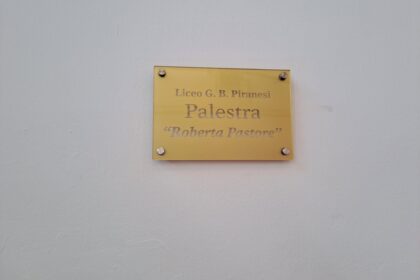 Liceo G. B. Piranesi
Palestra
“Roberta Pastore”